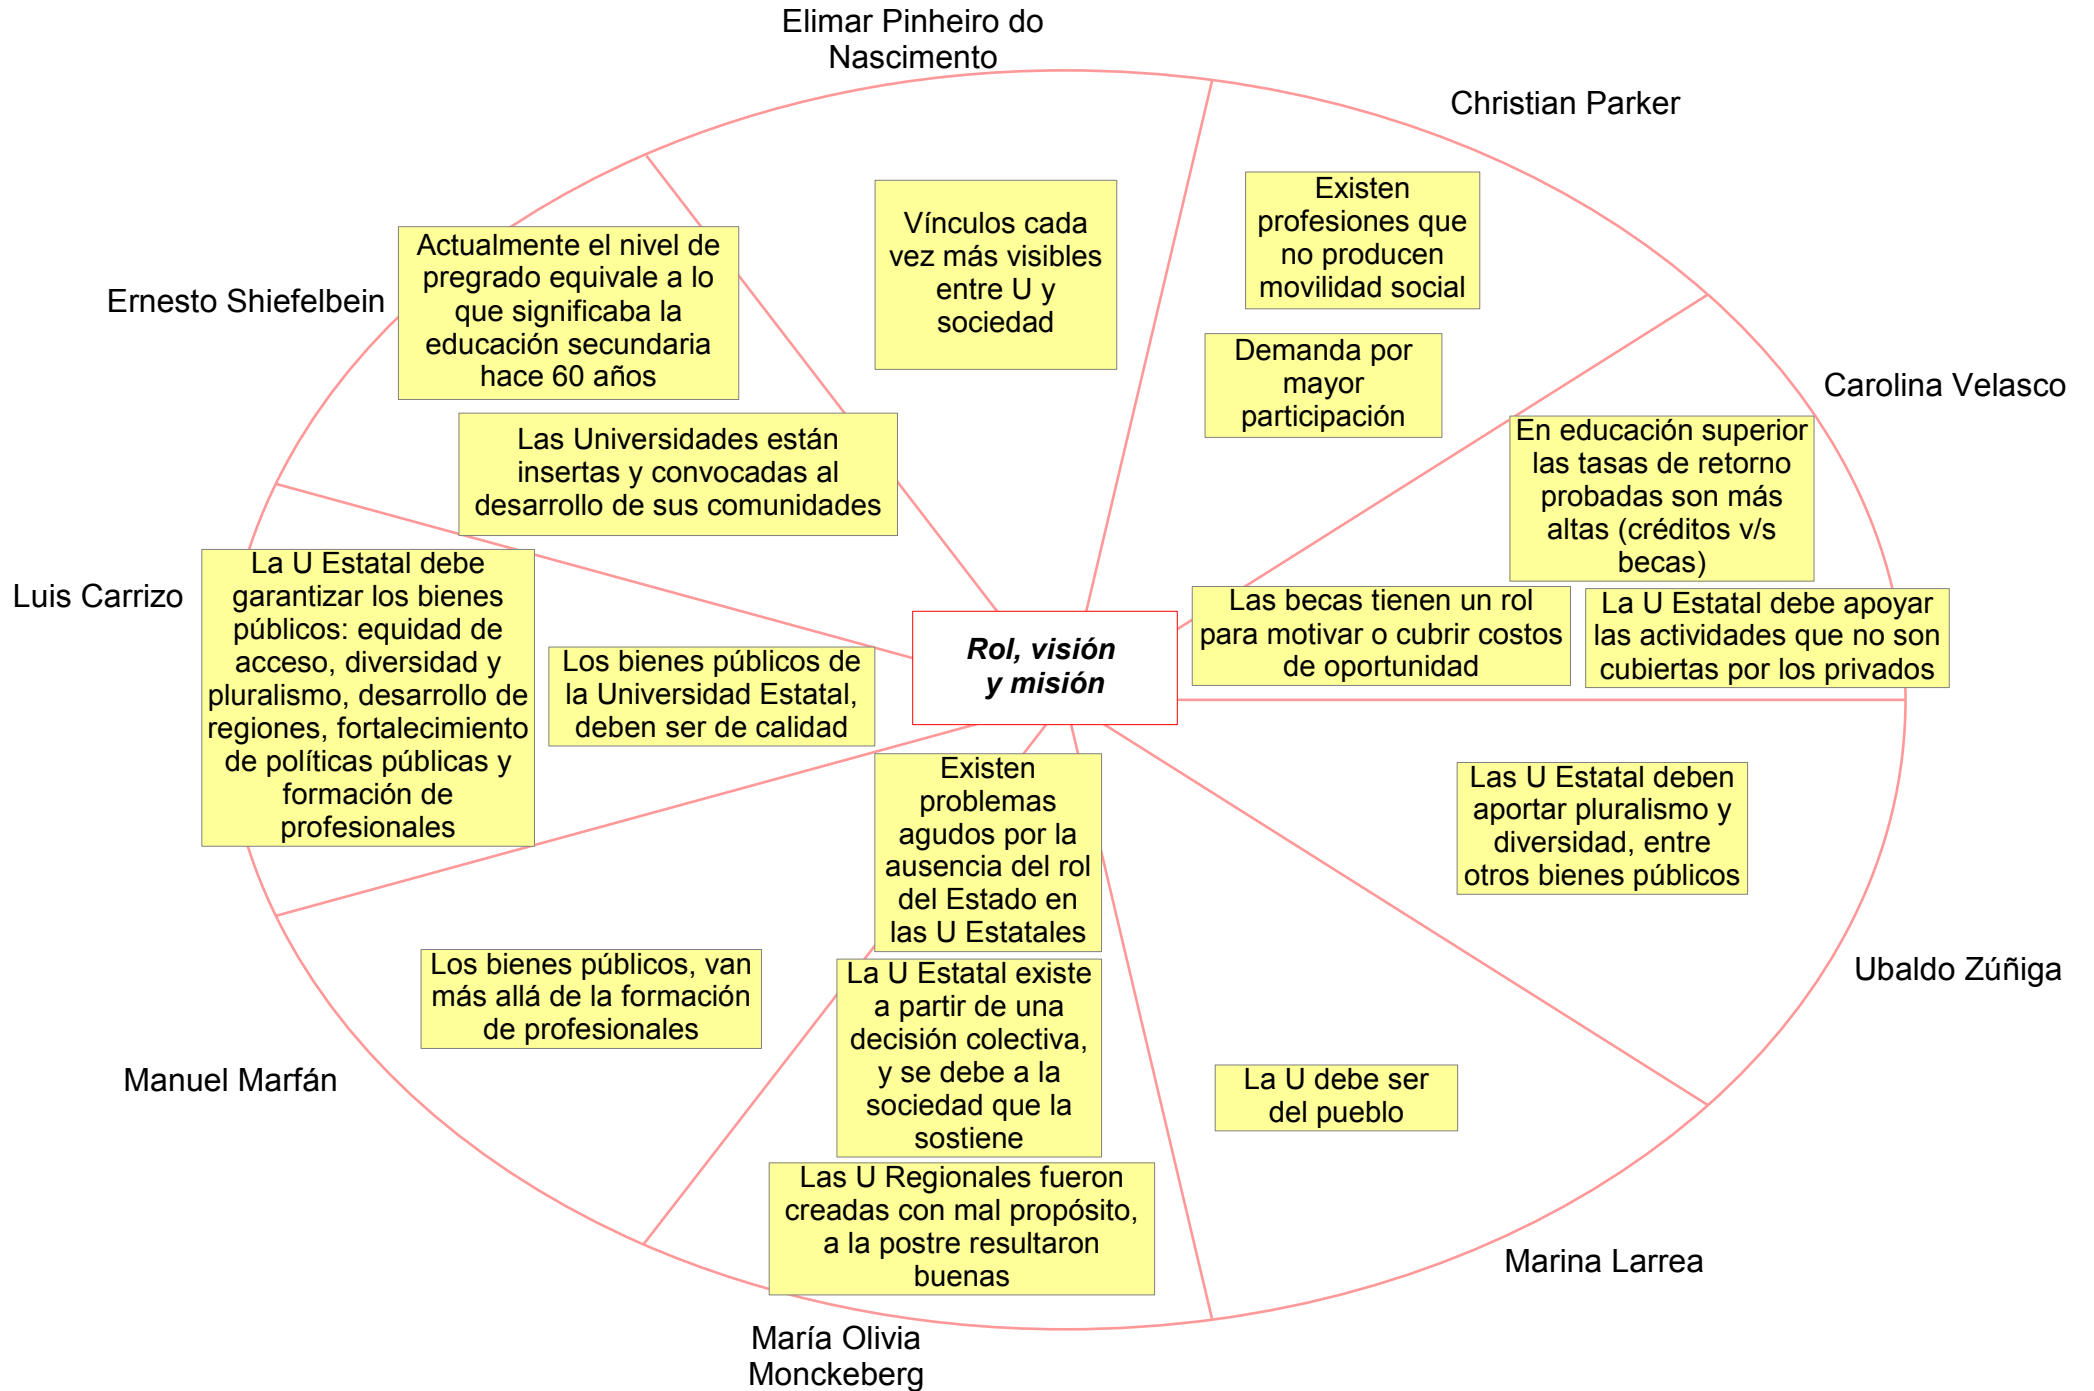 Elimar Pinheiro do
Nascimento
Christian Parker
Existen
profesiones que
no producen
movilidad social
Vínculos cada
vez más visibles
entre U y
sociedad
Actualmente el nivel de
pregrado equivale a lo
que significaba la
educación secundaria
hace 60 años
Ernesto Shiefelbein
Demanda por
mayor
participación
Carolina Velasco
En educación superior
las tasas de retorno
probadas son más
altas (créditos v/s
becas)
Las Universidades están
insertas y convocadas al
desarrollo de sus comunidades
Luis Carrizo
La U Estatal debe
garantizar los bienes
públicos: equidad de
acceso, diversidad y
pluralismo, desarrollo de
regiones, fortalecimiento
de políticas públicas y
formación de
profesionales
Los bienes públicos de
la Universidad Estatal,
deben ser de calidad
Rol, visión
y misión
Las becas tienen un rol
para motivar o cubrir costos
de oportunidad
La U Estatal debe apoyar
las actividades que no son
cubiertas por los privados
Existen
problemas
agudos por la
ausencia del rol
del Estado en
las U Estatales
Las U Estatal deben
aportar pluralismo y
diversidad, entre
otros bienes públicos
Ubaldo Zúñiga
Los bienes públicos, van
más allá de la formación
de profesionales
La U Estatal existe
a partir de una
decisión colectiva,
y se debe a la
sociedad que la
sostiene
Manuel Marfán
La U debe ser
del pueblo
Las U Regionales fueron
creadas con mal propósito,
a la postre resultaron
buenas
Marina Larrea
María Olivia
Monckeberg